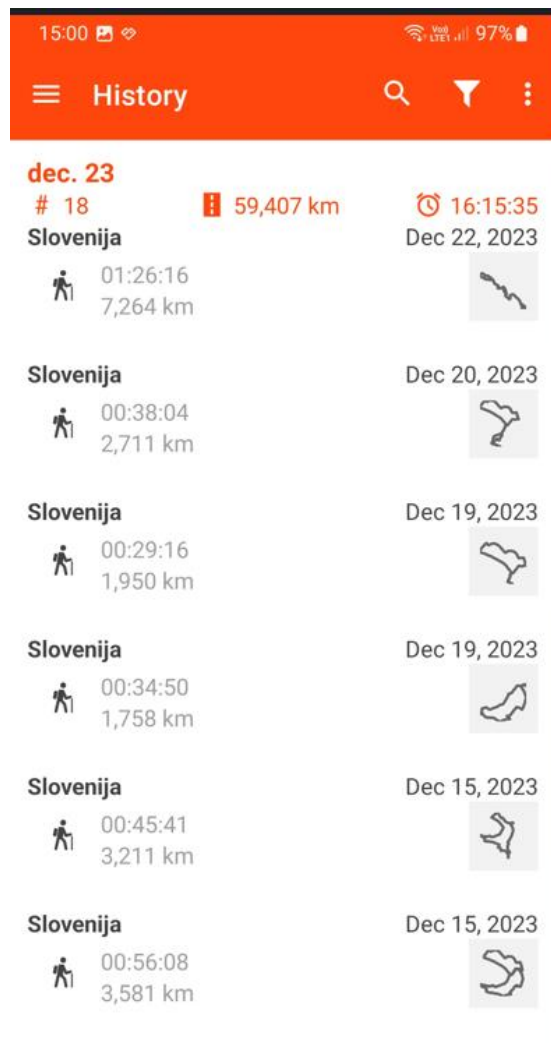 15:00 Vo)) LTE1 97%
History
dec. 23
# 18 59,407 km 16:15:35
Slovenija Dec 22, 2023
01:26:16
7,264 km
Slovenija Dec 20, 2023
00:38:04
2,711 km
Slovenija Dec 19, 2023
00:29:16
1,950 km
Slovenija Dec 19, 2023
00:34:50
1,758 km
Slovenija Dec 15, 2023
00:45:41
3,211 km
Slovenija Dec 15, 2023
00:56:08
3,581 km